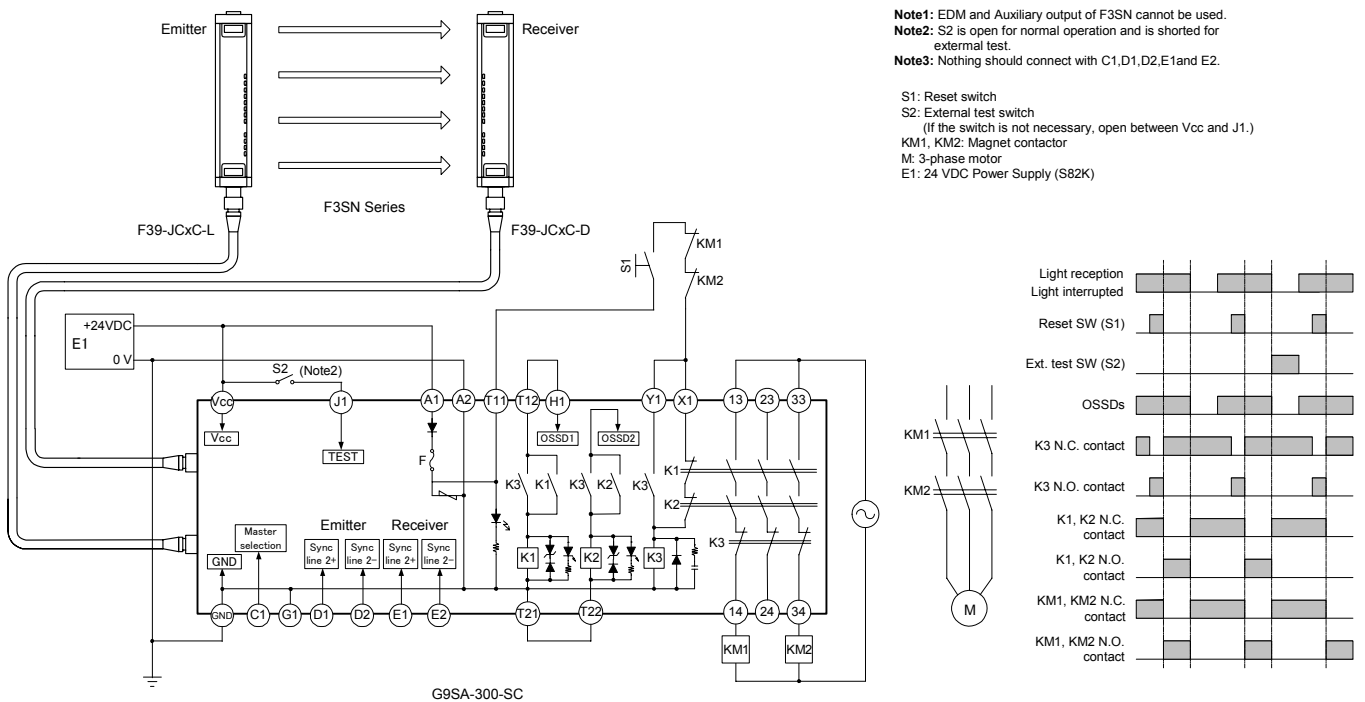 Emitter
Receiver
F3SN Series
F39-JCxC-L
F39-JCxC-D
Note1: EDM and Auxiliary output of F3SN cannot be used.
Note2: S2 is open for normal operation and is shorted for
external test.
Note3: Nothing should connect with C1,D1,D2,E1and E2.
S1: Reset switch
S2: External test switch
(If the switch is not necessary, open between Vcc and J1.)
KM1, KM2: Magnet contactor
M: 3-phase motor
E1: 24 VDC Power Supply (S82K)
S1
KM1
KM2
+24VDC
E1
0 V
S2 (Note2)
Vcc
J1
A1
A2
T11
T12
H1
Y1
X1
13
23
33
Vcc
TEST
F
OSSD1
OSSD2
K3
K1
K3
K2
K3
K1
K2
K3
Master
selection
Emitter
Receiver
GND
Sync
line 2+
Sync
line 2-
Sync
line 2+
Sync
line 2-
K1
K2
K3
GND
C1
G1
D1
D2
E1
E2
T21
T22
14
24
34
KM1
KM2
G9SA-300-SC
KM1
KM2
M
Light reception
Light interrupted
Reset SW (S1)
Ext. test SW (S2)
OSSDs
K3 N.C. contact
K3 N.O. contact
K1, K2 N.C.
contact
K1, K2 N.O.
contact
KM1, KM2 N.C.
contact
KM1, KM2 N.O.
contact